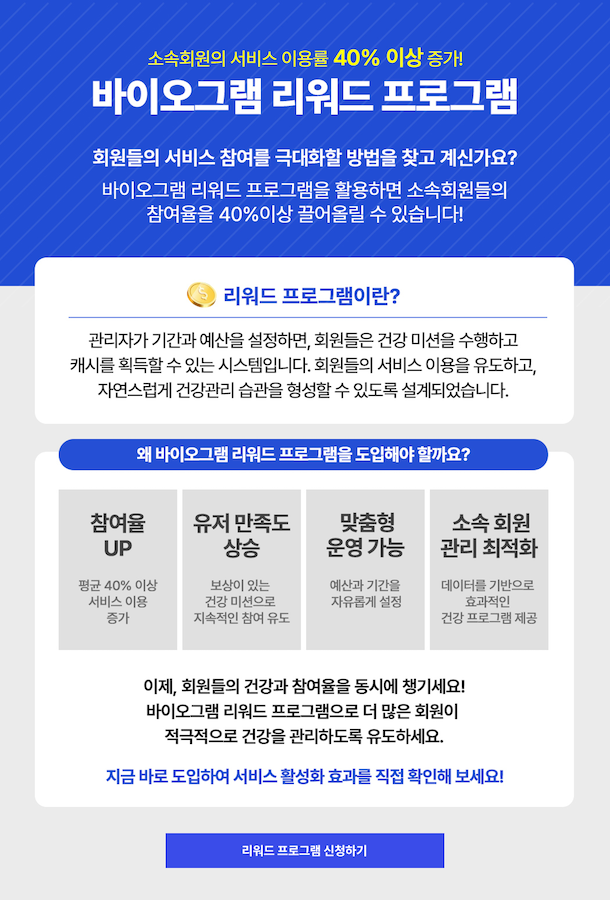 소속회원의 서비스 이용률 40% 이상 증가!
바이오그램 리워드 프로그램
회원들의 서비스 참여를 극대화할 방법을 찾고 계신가요?
바이오그램 리워드 프로그램을 활용하면 소속회원들의
참여율을 40%이상 끌어올릴 수 있습니다!
$ 리워드 프로그램이란?
관리자가 기간과 예산을 설정하면, 회원들은 건강 미션을 수행하고
캐시를 획득할 수 있는 시스템입니다. 회원들의 서비스 이용을 유도하고,
자연스럽게 건강관리 습관을 형성할 수 있도록 설계되었습니다.
왜 바이오그램 리워드 프로그램을 도입해야 할까요?
참여율
UP
평균 40% 이상
서비스 이용
증가
유저 만족도
상승
보상이 있는
건강 미션으로
지속적인 참여 유도
맞춤형
운영 가능
예산과 기간을
자유롭게 설정
소속 회원
관리 최적화
데이터를 기반으로
효과적인
건강 프로그램 제공
이제, 회원들의 건강과 참여율을 동시에 챙기세요!
바이오그램 리워드 프로그램으로 더 많은 회원이
적극적으로 건강을 관리하도록 유도하세요.
지금 바로 도입하여 서비스 활성화 효과를 직접 확인해 보세요!
리워드 프로그램 신청하기